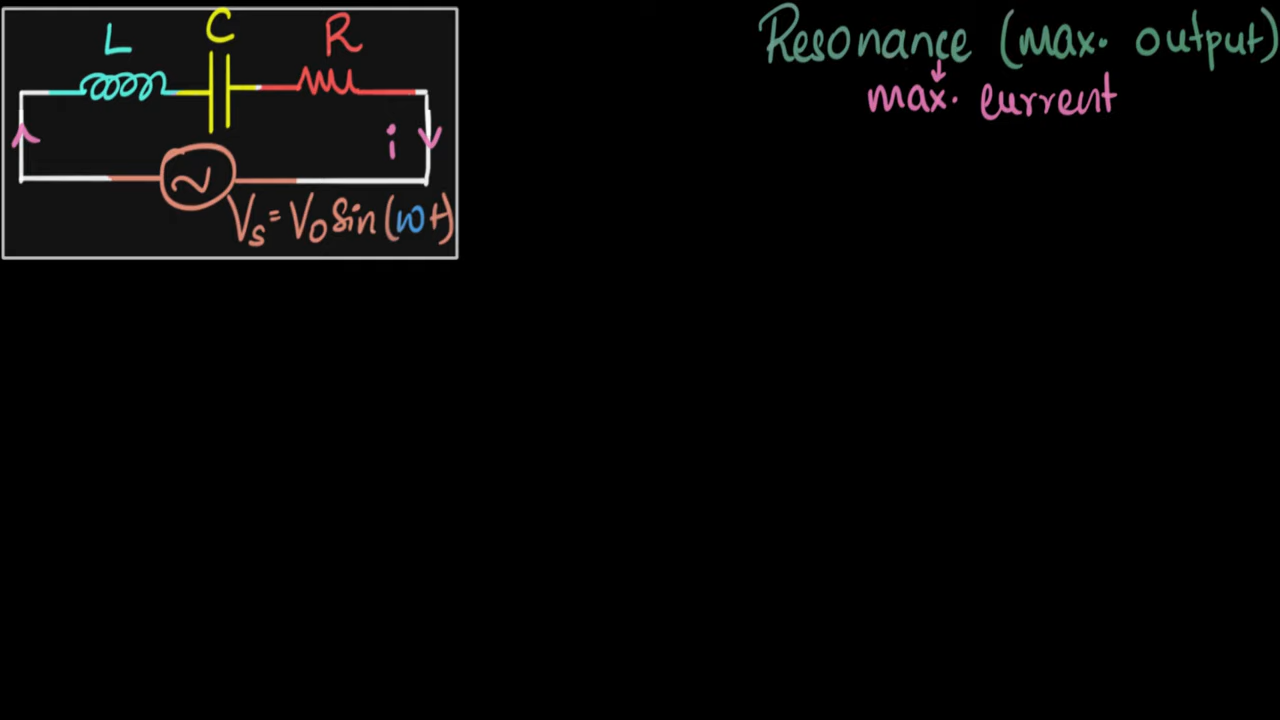 L C R
i
Vs = V0 sin (ωt)
Resonance (max. output)
max. current